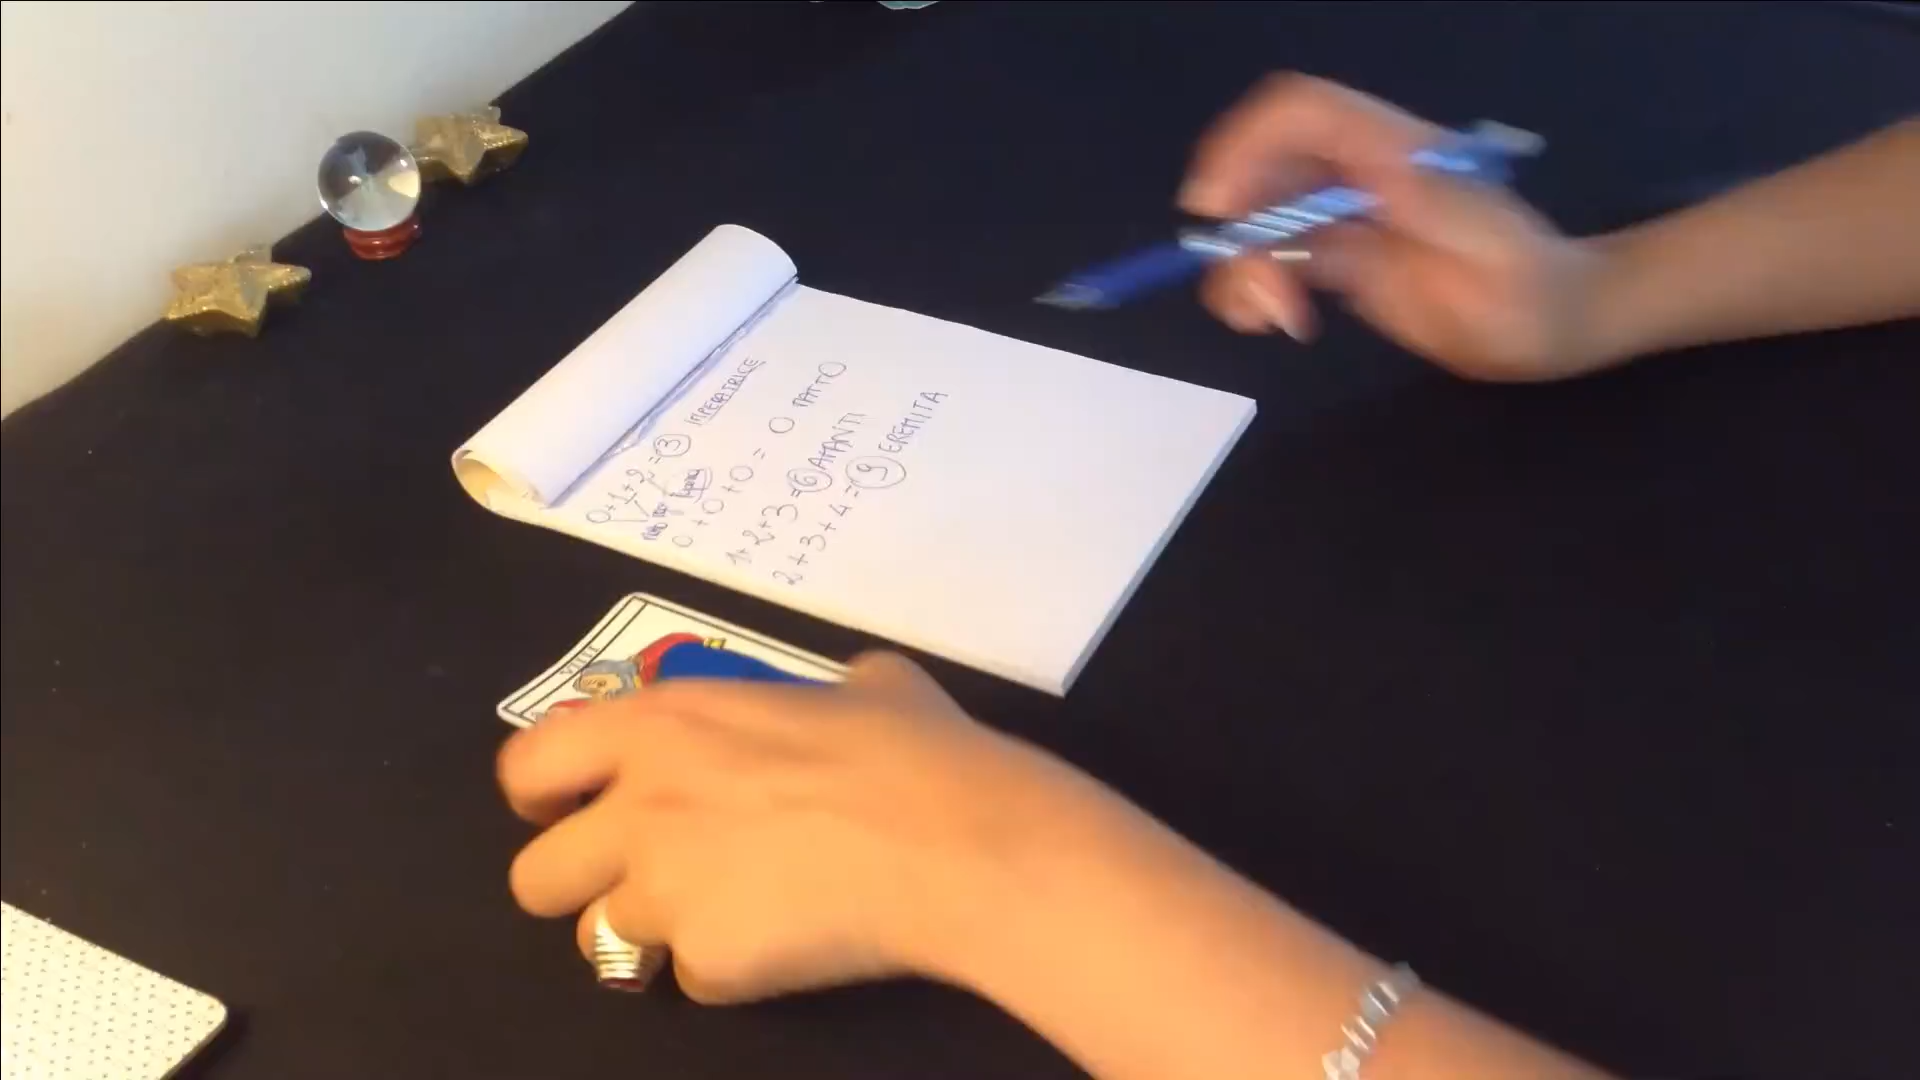 0+1+2=3 IMPERATRICE
0+0+0= 0 MATTO
1+2+3=6 AMANTI
2+3+4=9 EREMITA
VIIII